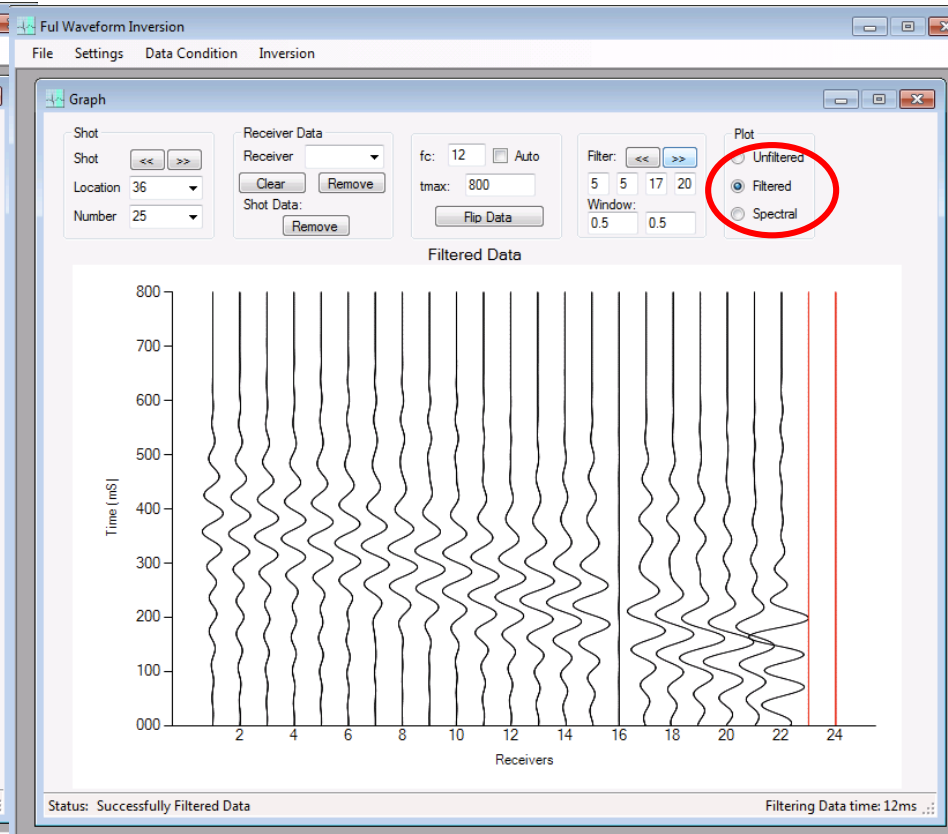 Ful Waveform Inversion
File Settings Data Condition Inversion
Graph
Shot
Shot << >>
Location 36
Number 25
Receiver Data
Receiver
Clear Remove
Shot Data:
Remove
fc: 12 Auto
tmax: 800
Flip Data
Filter: << >>
5 5 17 20
Window:
0.5 0.5
Plot
Unfiltered
Filtered
Spectral
Filtered Data
800
700
600
500
400
300
200
100
000
Time [mS]
2 4 6 8 10 12 14 16 18 20 22 24
Receivers
Status: Successfully Filtered Data Filtering Data time: 12ms